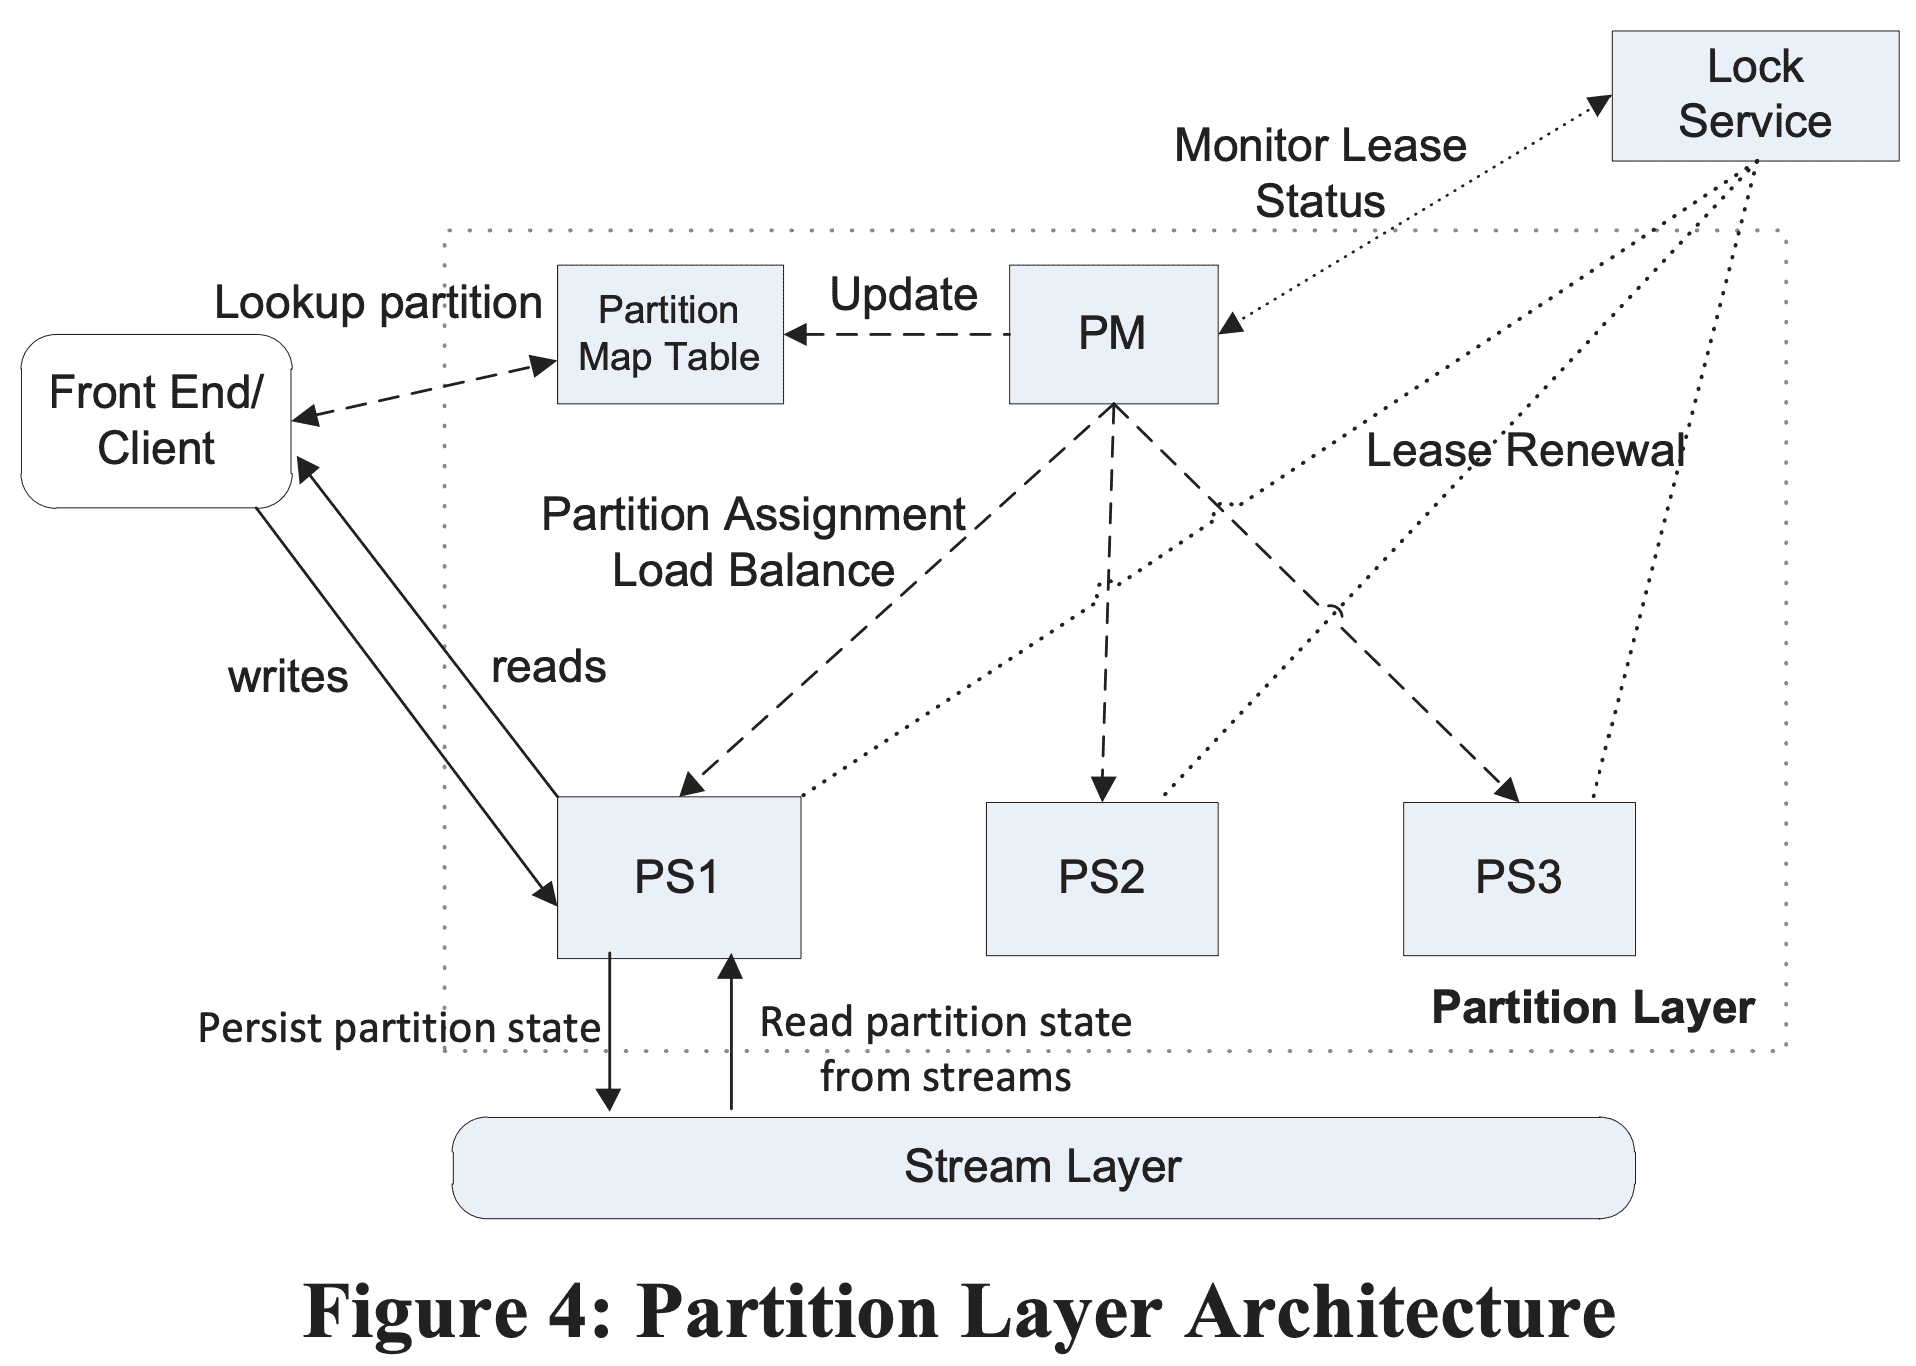 Lock
Service
Monitor Lease
Status
Lookup partition
Partition
Map Table
Update
PM
Front End/
Client
Lease Renewal
Partition Assignment
Load Balance
writes
reads
PS1
PS2
PS3
Partition Layer
Persist partition state
Read partition state
from streams
Stream Layer
Figure 4: Partition Layer Architecture